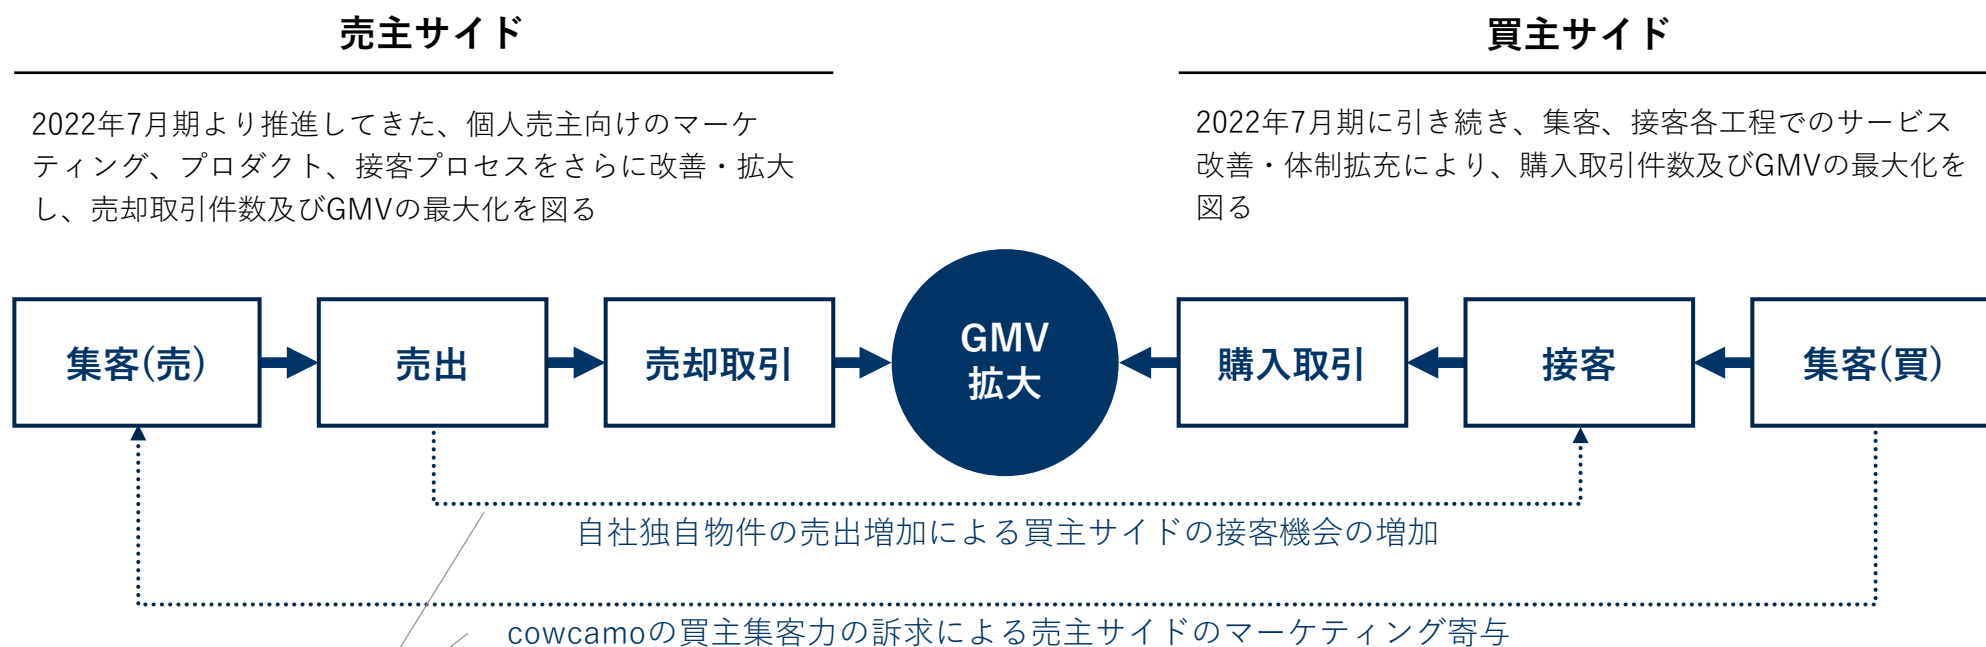 売主サイド
2022年7月期より推進してきた、個人売主向けのマーケ
ティング、プロダクト、接客プロセスをさらに改善・拡大
し、売却取引件数及びGMVの最大化を図る
買主サイド
2022年7月期に引き続き、集客、接客各工程でのサービス
改善・体制拡充により、購入取引件数及びGMVの最大化を
図る
集客(売)
売出
売却取引
GMV
拡大
購入取引
接客
集客(買)
自社独自物件の売出増加による買主サイドの接客機会の増加
cowcamoの買主集客力の訴求による売主サイドのマーケティング寄与